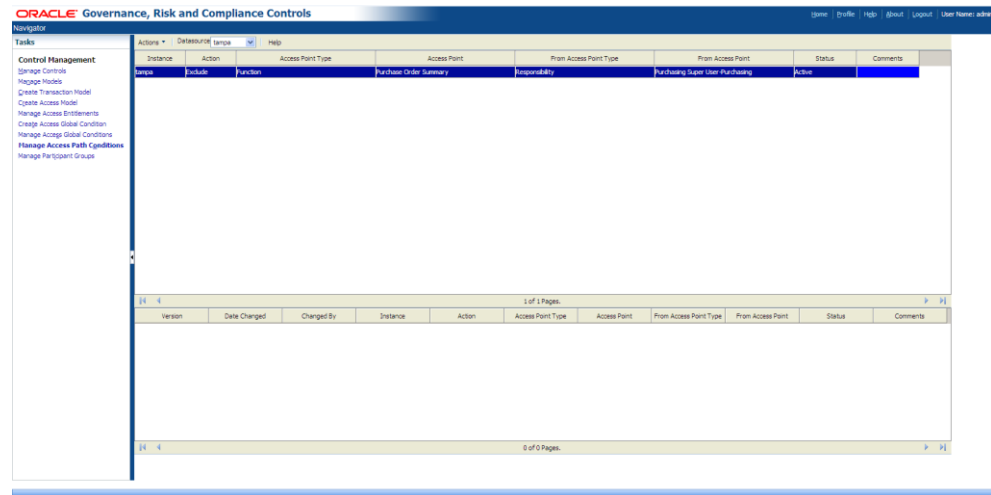 ORACLE Governance, Risk and Compliance Controls
Home Profile Help About Logout User Name: admi
Navigator
Tasks
Control Management
Manage Controls
Manage Models
Create Transaction Model
Create Access Model
Manage Access Entitlements
Create Access Global Condition
Manage Access Global Conditions
Manage Access Path Conditions
Manage Participant Groups
Actions Datasource tampa Help
Instance Action Access Point Type Access Point From Access Point Type From Access Point Status Comments
tampa Exclude Function Purchase Order Summary Responsibility Purchasing Super User-Purchasing Active
1 of 1 Pages.
Version Date Changed Changed By Instance Action Access Point Type Access Point From Access Point Type From Access Point Status Comments
0 of 0 Pages.